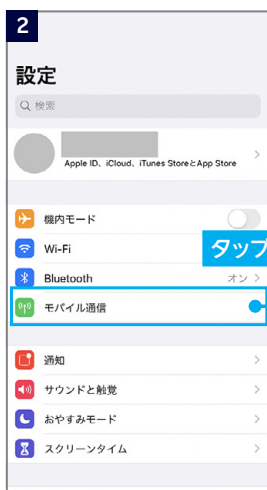 2
設定
検索
Apple ID、iCloud、iTunes StoreとApp Store
機内モード
Wi-Fi
タップ
Bluetooth オン
モバイル通信
通知
サウンドと触覚
おやすみモード
スクリーンタイム